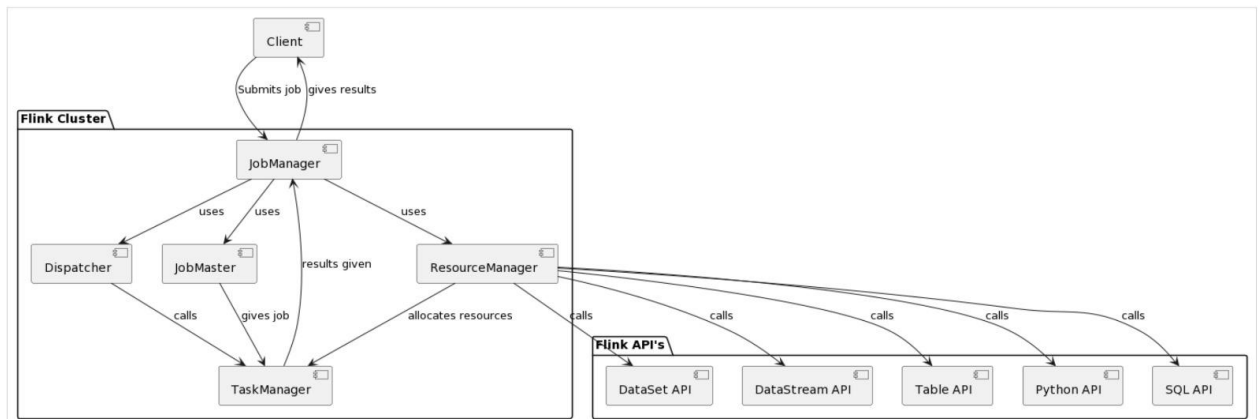 Client
Submits job
gives results
Flink Cluster
JobManager
uses
uses
uses
Dispatcher
JobMaster
results given
ResourceManager
calls
gives job
allocates resources
calls
calls
calls
calls
calls
Flink API's
TaskManager
DataSet API
DataStream API
Table API
Python API
SQL API